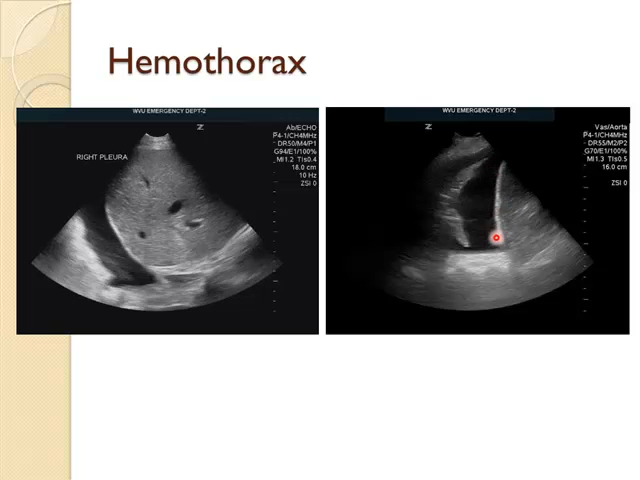 Hemothorax
WVU EMERGENCY DEPT-2
Ab/ECHO
P4-1/CH4MHz
DR50/M4/P1
G94/E1/100%
MI1.2 TIs0.4
18.0 cm
10 Hz
ZSI 0
RIGHT PLEURA
WVU EMERGENCY DEPT-2
Vas/Aorta
P4-1/CH4MHz
DR55/M2/P2
G70/E1/100%
MI1.3 TIs0.5
16.0 cm
ZSI 0